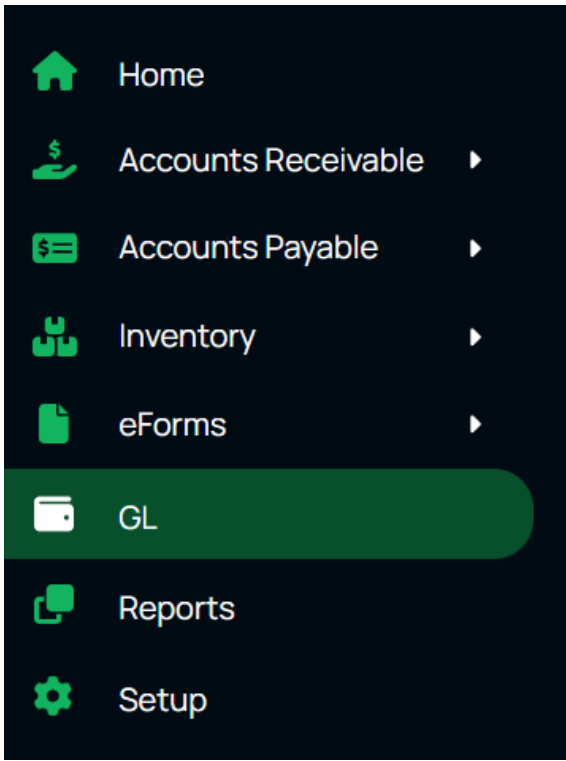 Home
Accounts Receivable
Accounts Payable
Inventory
eForms
GL
Reports
Setup